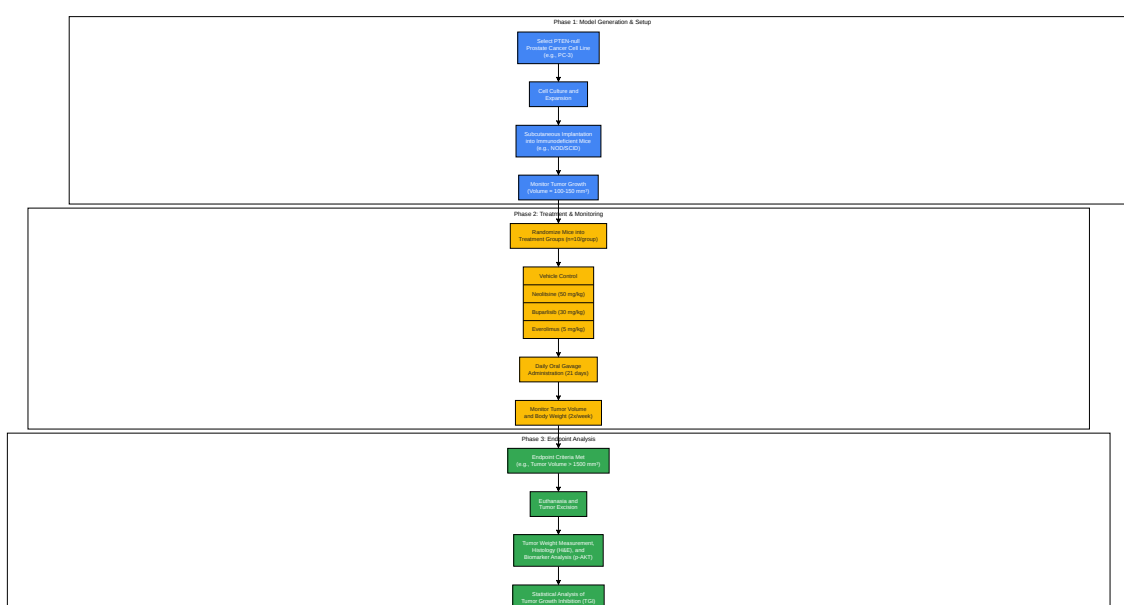 Phase 1: Model Generation & Setup
Select PTEN-null
Prostate Cancer Cell Line
(e.g., PC-3)
Cell Culture and
Expansion
Subcutaneous Implantation
into Immunodeficient Mice
(e.g., NOD/SCID)
Monitor Tumor Growth
(Volume ≈ 100-150 mm³)
Phase 2: Treatment & Monitoring
Randomize Mice into
Treatment Groups (n=10/group)
Vehicle Control
Neolitsine (50 mg/kg)
Buparlisib (30 mg/kg)
Everolimus (5 mg/kg)
Daily Oral Gavage
Administration (21 days)
Monitor Tumor Volume
and Body Weight (2x/week)
Phase 3: Endpoint Analysis
Endpoint Criteria Met
(e.g., Tumor Volume > 1500 mm³)
Euthanasia and
Tumor Excision
Tumor Weight Measurement,
Histology (H&E), and
Biomarker Analysis (p-AKT)
Statistical Analysis of
Tumor Growth Inhibition (TGI)